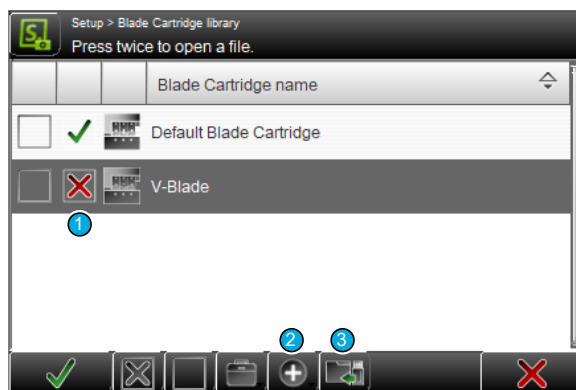 Setup > Blade Cartridge library
Press twice to open a file.
Blade Cartridge name
Default Blade Cartridge
V-Blade
1
2
3